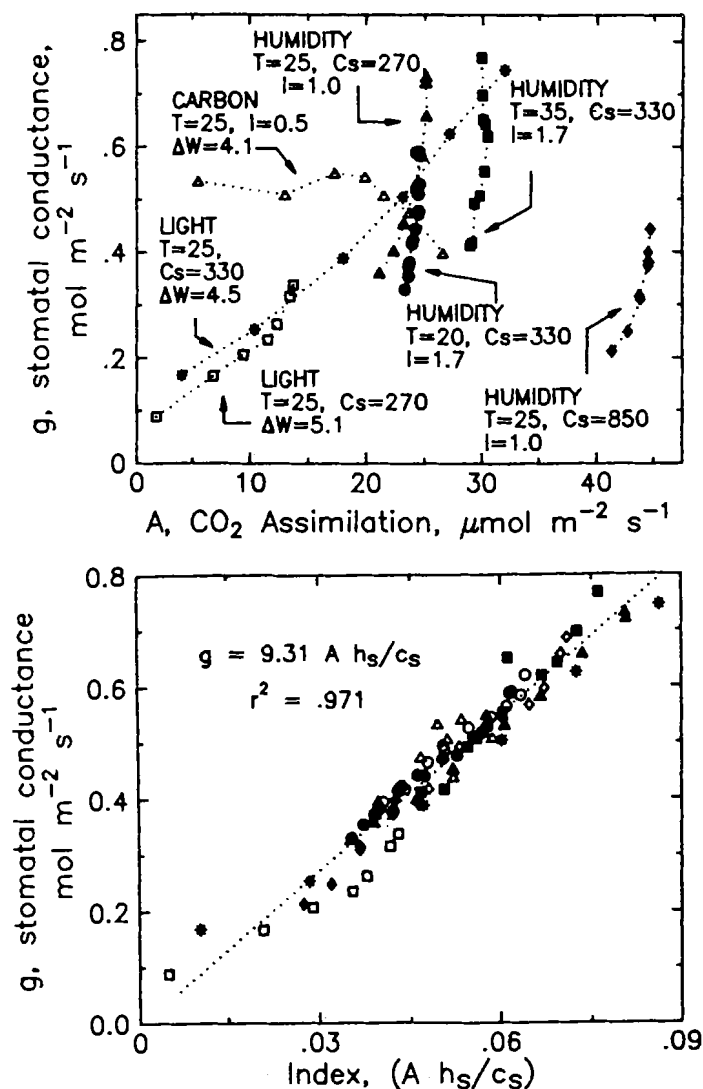 g, stomatal conductance,
mol m⁻² s⁻¹
.8
.6
.4
.2
0
HUMIDITY
T=25, Cs=270
I=1.0
CARBON
T=25, I=0.5
ΔW=4.1
HUMIDITY
T=35, Cs=330
I=1.7
LIGHT
T=25,
Cs=330
ΔW=4.5
HUMIDITY
T=20, Cs=330
I=1.7
LIGHT
T=25, Cs=270
ΔW=5.1
HUMIDITY
T=25, Cs=850
I=1.0
0 10 20 30 40
A, CO₂ Assimilation, μmol m⁻² s⁻¹
g, stomatal conductance
mol m⁻² s⁻¹
0.8
0.6
0.4
0.2
0.0
g = 9.31 A hₛ/cₛ
r² = .971
0 .03 .06 .09
Index, (A hₛ/cₛ)